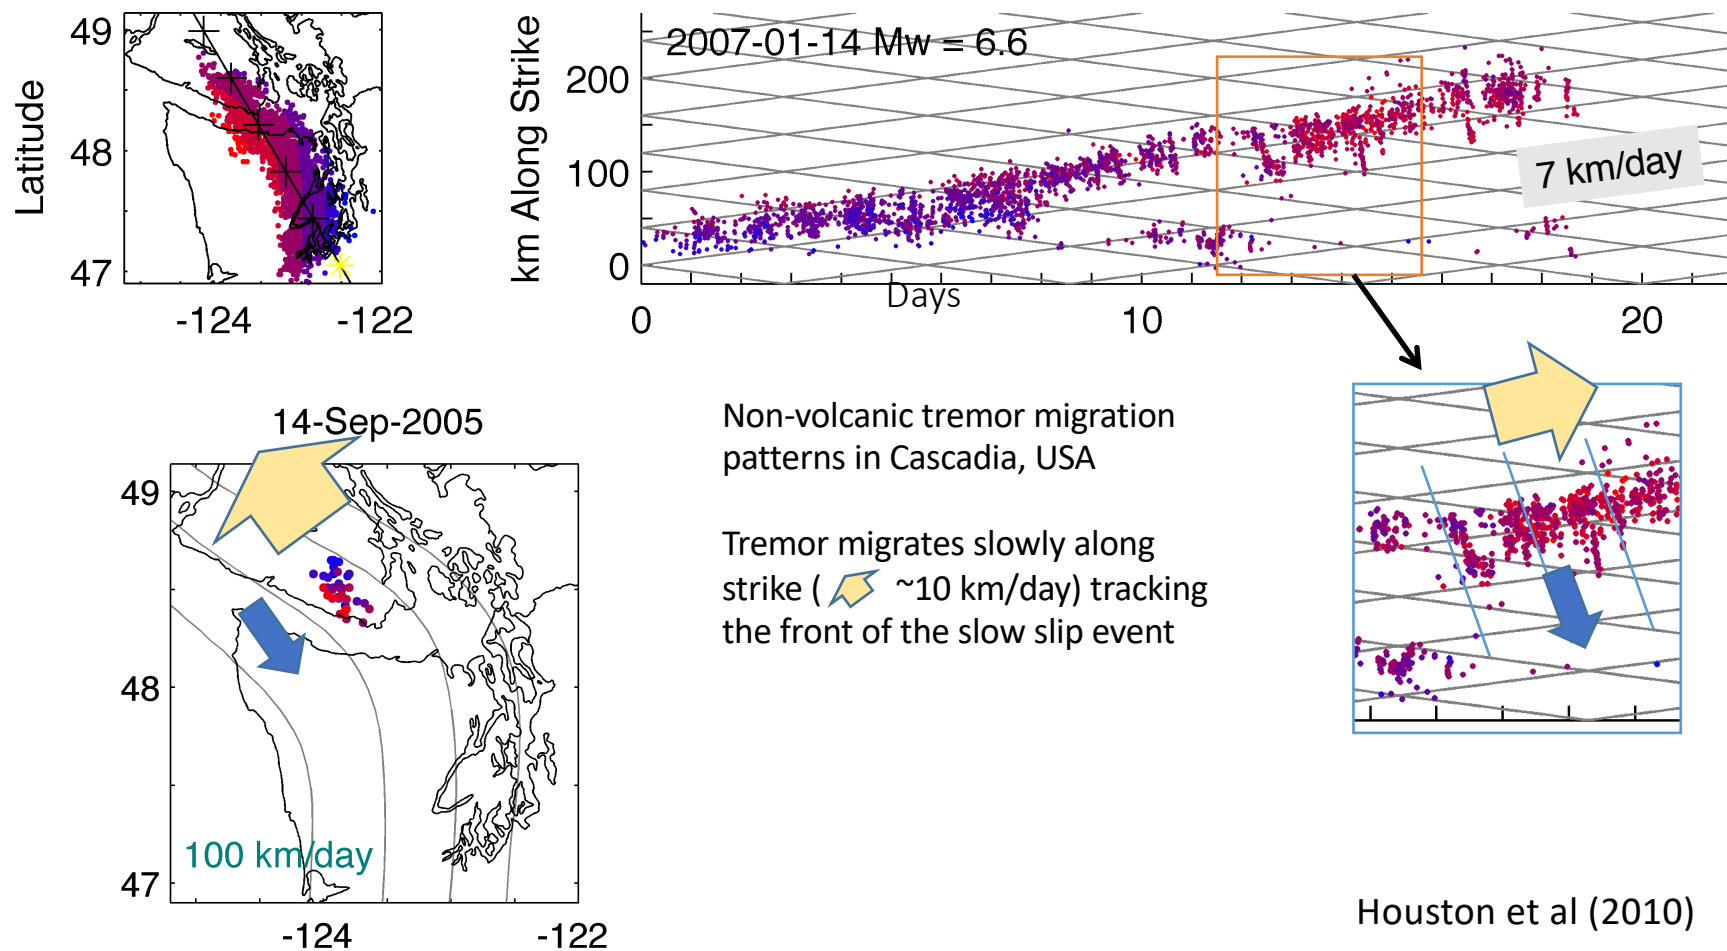 Latitude
49
48
47
-124
-122
km Along Strike
2007-01-14 Mw = 6.6
200
100
0
7 km/day
Days
0
10
20
14-Sep-2005
49
48
47
100 km/day
-124
-122
Non-volcanic tremor migration
patterns in Cascadia, USA
Tremor migrates slowly along
strike ( ~10 km/day) tracking
the front of the slow slip event
Houston et al (2010)